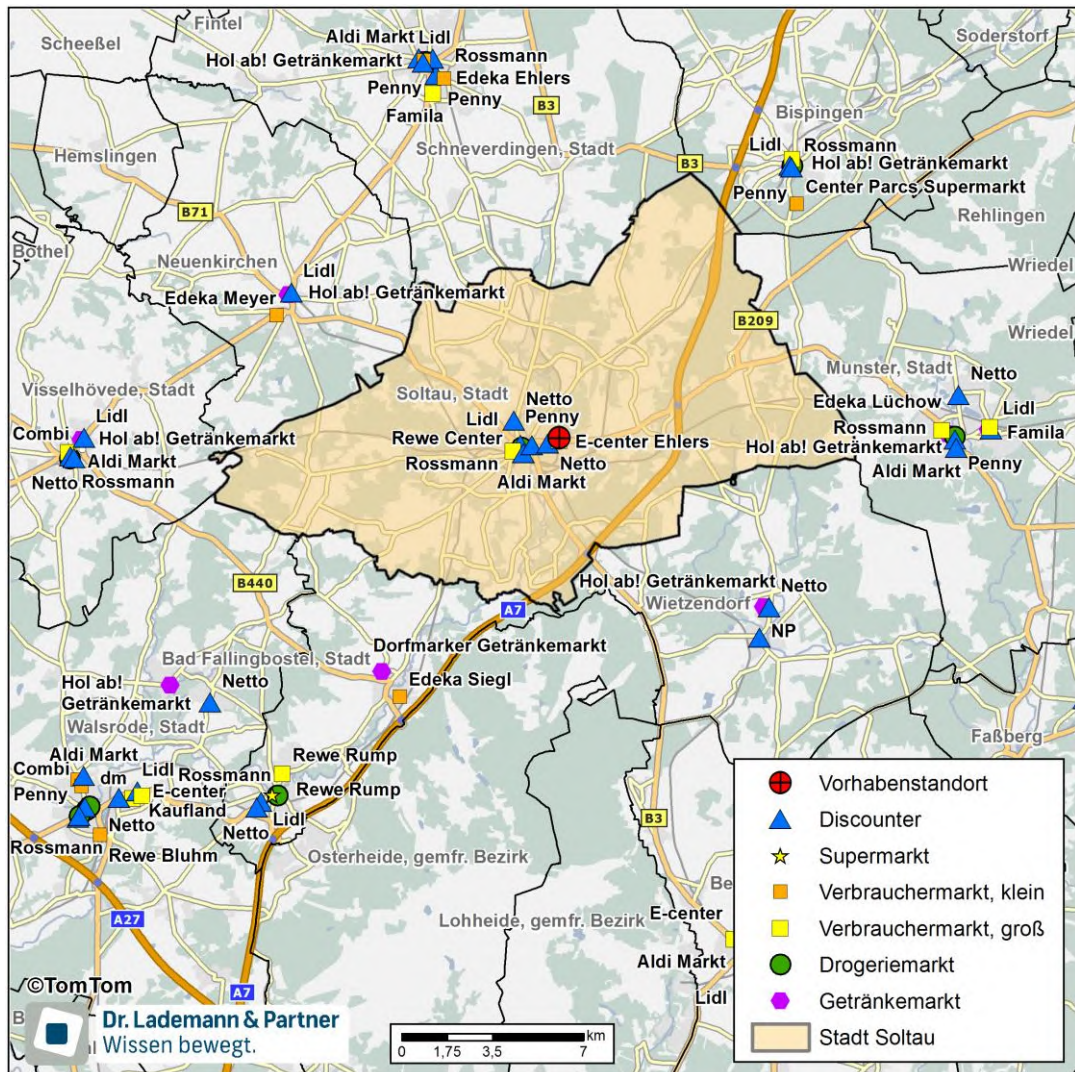 Fintel
Scheeßel
Aldi Markt Lidl
Rossmann
Hol ab! Getränkemarkt
Edeka Ehlers
Penny
Penny
Famila
B3
Soderstorf
Bispingen
Hemslingen
Schneverdingen, Stadt
Lidl
Rossmann
B3
Hol ab! Getränkemarkt
Penny
Center Parcs Supermarkt
B71
Rehlingen
Bothel
Neuenkirchen
Lidl
Wriedel
Edeka Meyer
Hol ab! Getränkemarkt
B209
Wriedel
Visselhövede, Stadt
Soltau, Stadt
Munster, Stadt
Netto
Netto
Edeka Lüchow
Lidl
Combi
Hol ab! Getränkemarkt
Aldi Markt
Netto
Rossmann
Lidl
Penny
Rewe Center
E-center Ehlers
Rossmann
Netto
Aldi Markt
Rossmann
Lidl
Famila
Hol ab! Getränkemarkt
Aldi Markt
Penny
B440
A7
Hol ab! Getränkemarkt
Netto
Wietzendorf
NP
Bad Fallingbostel, Stadt
Dorfmarker Getränkemarkt
Edeka Siegl
Hol ab!
Getränkemarkt
Netto
Walsrode, Stadt
Faßberg
Aldi Markt
Combi
dm
Lidl
Rossmann
Rewe Rump
Penny
E-center
Rewe Rump
Kaufland
Netto
Netto
Lidl
Rossmann
Rewe Bluhm
Osterheide, gemfr. Bezirk
B3
Be
A27
Lohheide, gemfr. Bezirk
E-center
Aldi Markt
Lidl
A7
©TomTom
Dr. Lademann & Partner
Wissen bewegt.
km
0 1,75 3,5 7
Vorhabenstandort
Discounter
Supermarkt
Verbrauchermarkt, klein
Verbrauchermarkt, groß
Drogeriemarkt
Getränkemarkt
Stadt Soltau